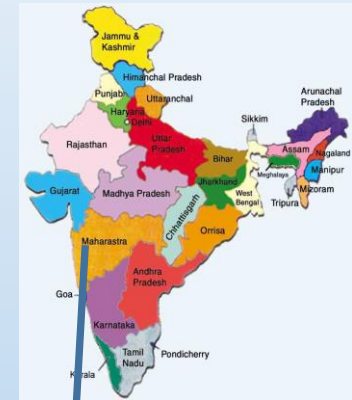 Jammu &
Kashmir
Himanchal Pradesh
Punjab
Uttaranchal
Haryana
Delhi
Arunachal
Pradesh
Sikkim
Rajasthan
Uttar
Pradesh
Assam
Nagaland
Bihar
Meghalaya
Manipur
Gujarat
Madhya Pradesh
Jharkhand
West
Bengal
Tripura
Mizoram
Chhattisgarh
Maharastra
Orrisa
Andhra
Pradesh
Goa
Karnataka
Tamil
Nadu
Pondicherry
Kerala